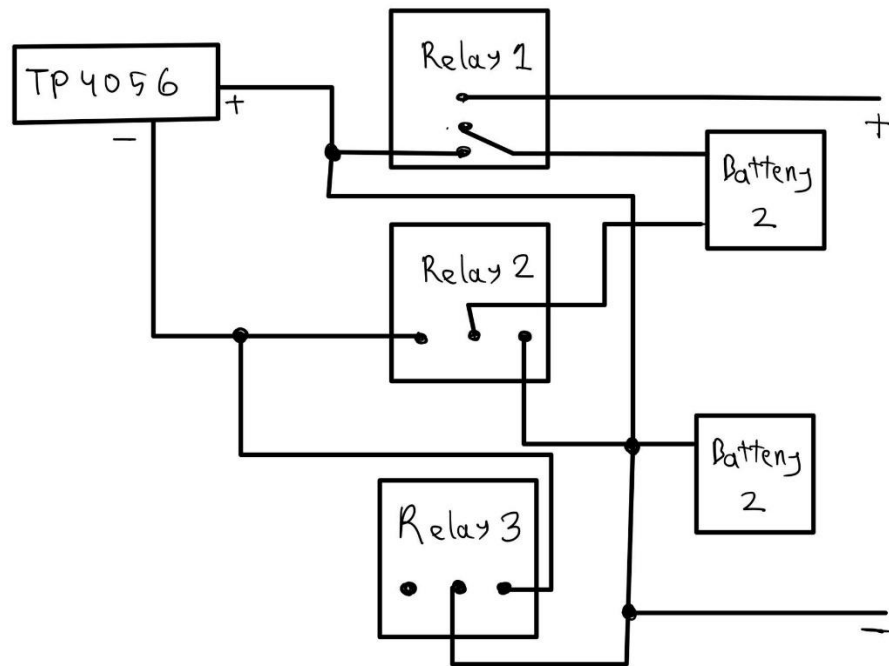 Relay 1
TP4056
+
-
+
Battery
2
Relay 2
Battery
2
Relay 3
-